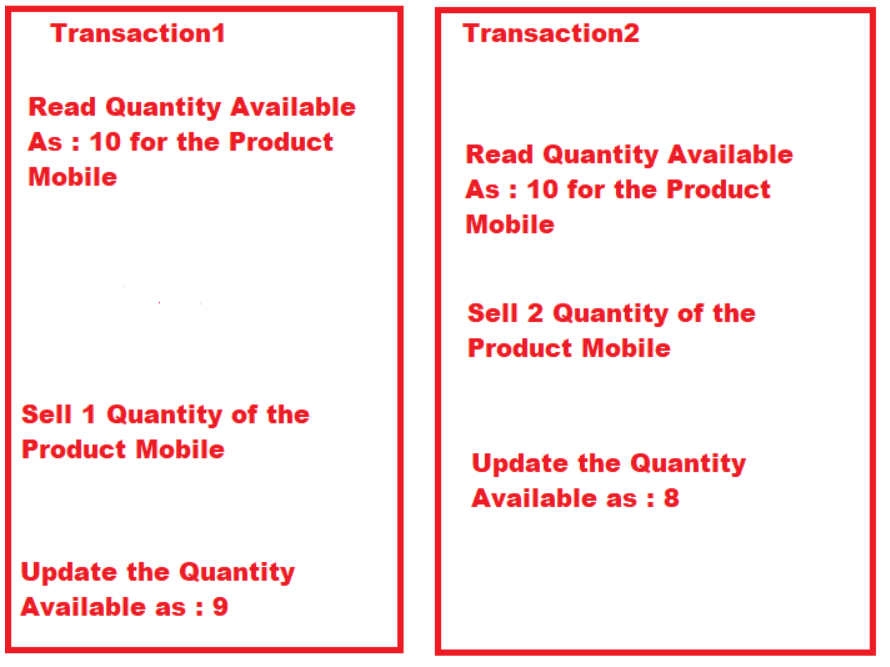 Transaction1
Read Quantity Available
As : 10 for the Product
Mobile
Sell 1 Quantity of the
Product Mobile
Update the Quantity
Available as : 9
Transaction2
Read Quantity Available
As : 10 for the Product
Mobile
Sell 2 Quantity of the
Product Mobile
Update the Quantity
Available as : 8